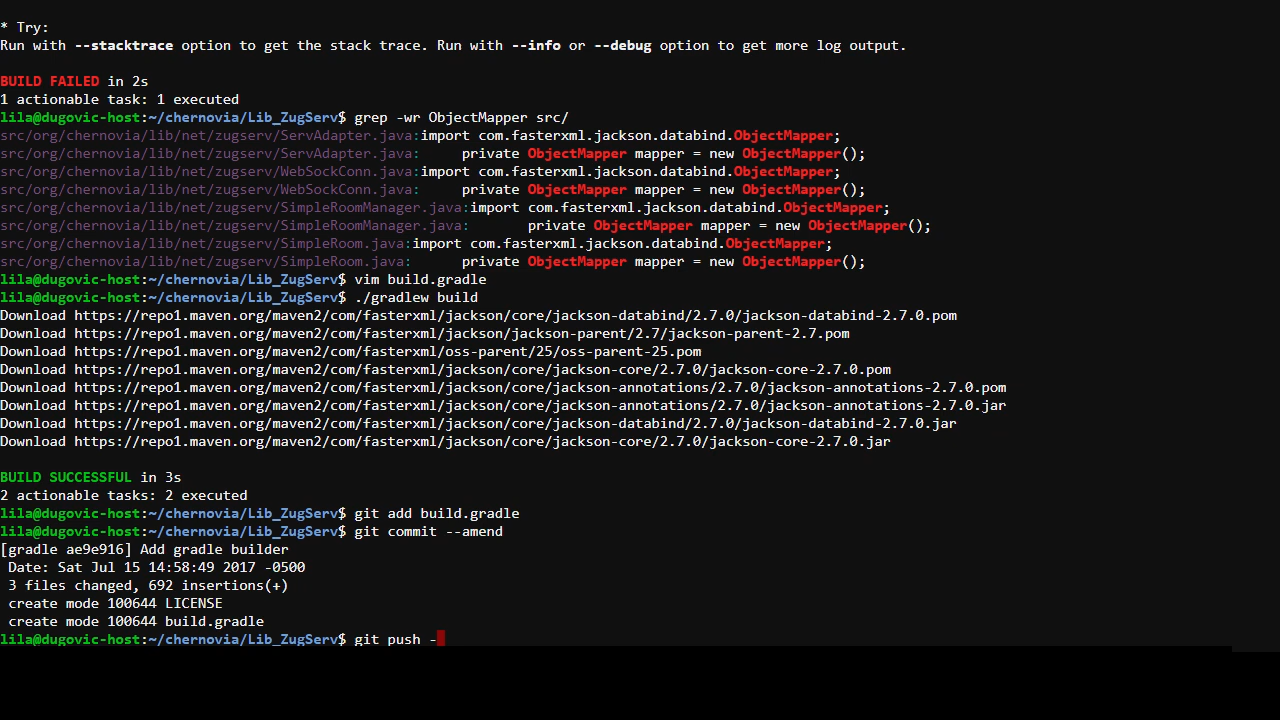 * Try:
Run with --stacktrace option to get the stack trace. Run with --info or --debug option to get more log output.
BUILD FAILED in 2s
1 actionable task: 1 executed
lila@dugovic-host:~/chernovia/Lib_ZugServ$ grep -wr ObjectMapper src/
src/org/chernovia/lib/net/zugserv/ServAdapter.java:import com.fasterxml.jackson.databind.ObjectMapper;
src/org/chernovia/lib/net/zugserv/ServAdapter.java:     private ObjectMapper mapper = new ObjectMapper();
src/org/chernovia/lib/net/zugserv/WebSockConn.java:import com.fasterxml.jackson.databind.ObjectMapper;
src/org/chernovia/lib/net/zugserv/WebSockConn.java:     private ObjectMapper mapper = new ObjectMapper();
src/org/chernovia/lib/net/zugserv/SimpleRoomManager.java:import com.fasterxml.jackson.databind.ObjectMapper;
src/org/chernovia/lib/net/zugserv/SimpleRoomManager.java:       private ObjectMapper mapper = new ObjectMapper();
src/org/chernovia/lib/net/zugserv/SimpleRoom.java:import com.fasterxml.jackson.databind.ObjectMapper;
src/org/chernovia/lib/net/zugserv/SimpleRoom.java:      private ObjectMapper mapper = new ObjectMapper();
lila@dugovic-host:~/chernovia/Lib_ZugServ$ vim build.gradle
lila@dugovic-host:~/chernovia/Lib_ZugServ$ ./gradlew build
Download https://repo1.maven.org/maven2/com/fasterxml/jackson/core/jackson-databind/2.7.0/jackson-databind-2.7.0.pom
Download https://repo1.maven.org/maven2/com/fasterxml/jackson/jackson-parent/2.7/jackson-parent-2.7.pom
Download https://repo1.maven.org/maven2/com/fasterxml/oss-parent/25/oss-parent-25.pom
Download https://repo1.maven.org/maven2/com/fasterxml/jackson/core/jackson-core/2.7.0/jackson-core-2.7.0.pom
Download https://repo1.maven.org/maven2/com/fasterxml/jackson/core/jackson-annotations/2.7.0/jackson-annotations-2.7.0.pom
Download https://repo1.maven.org/maven2/com/fasterxml/jackson/core/jackson-annotations/2.7.0/jackson-annotations-2.7.0.jar
Download https://repo1.maven.org/maven2/com/fasterxml/jackson/core/jackson-databind/2.7.0/jackson-databind-2.7.0.jar
Download https://repo1.maven.org/maven2/com/fasterxml/jackson/core/jackson-core/2.7.0/jackson-core-2.7.0.jar
BUILD SUCCESSFUL in 3s
2 actionable tasks: 2 executed
lila@dugovic-host:~/chernovia/Lib_ZugServ$ git add build.gradle
lila@dugovic-host:~/chernovia/Lib_ZugServ$ git commit --amend
[gradle ae9e916] Add gradle builder
 Date: Sat Jul 15 14:58:49 2017 -0500
 3 files changed, 692 insertions(+)
 create mode 100644 LICENSE
 create mode 100644 build.gradle
lila@dugovic-host:~/chernovia/Lib_ZugServ$ git push -